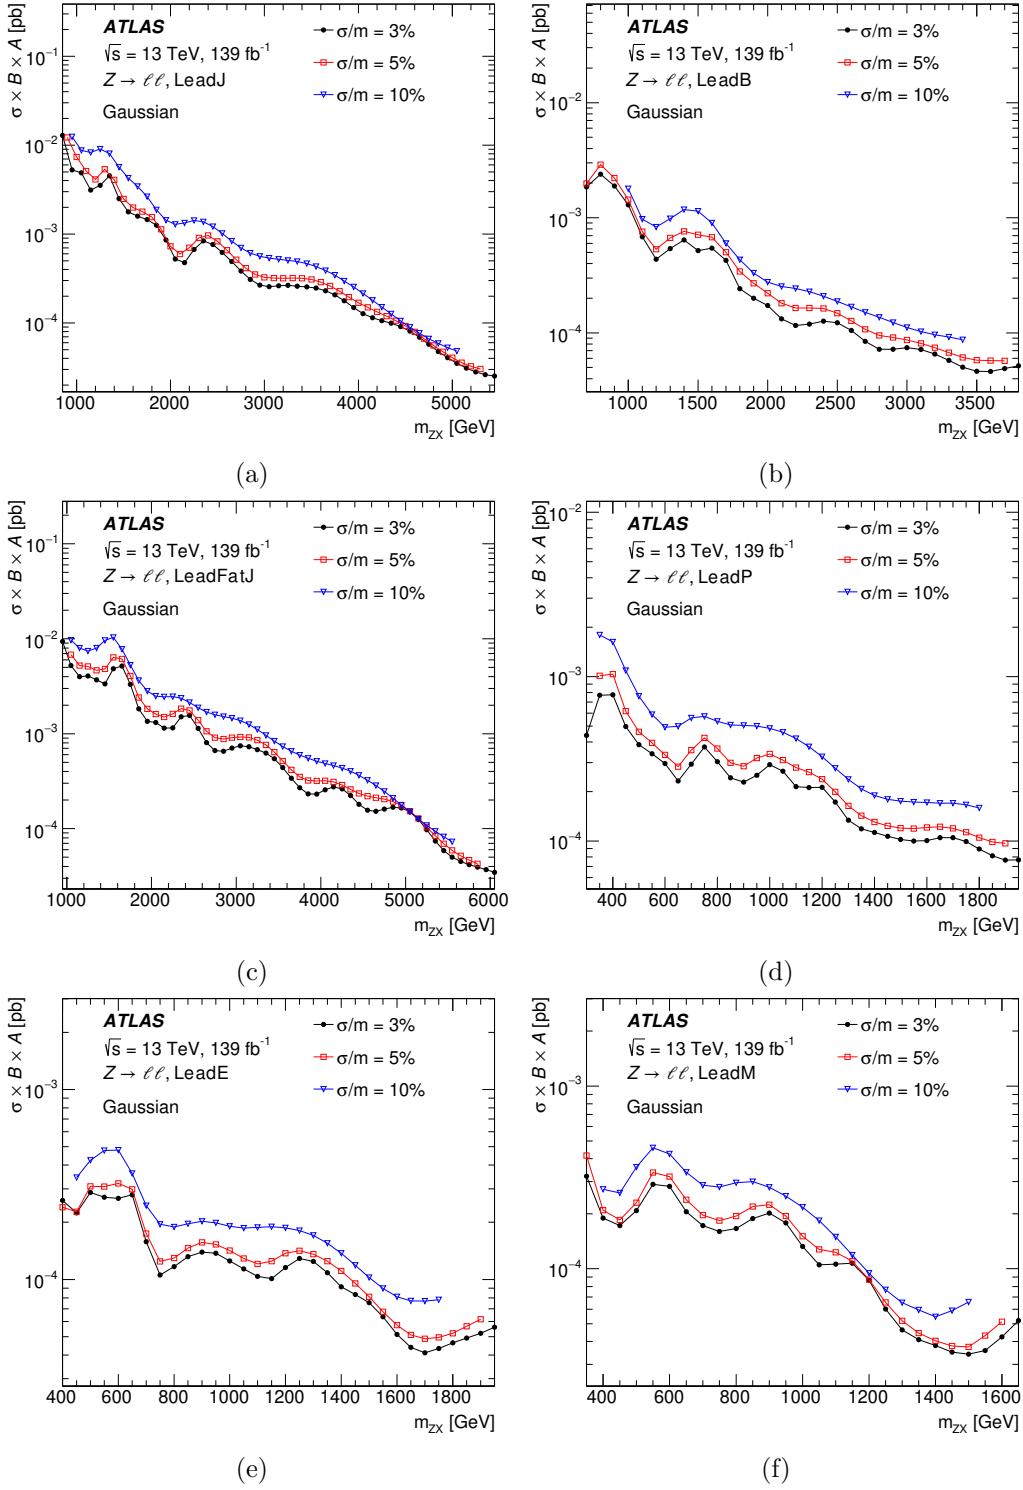 σ × B × A [pb]
ATLAS
√s = 13 TeV, 139 fb⁻¹
Z → ℓℓ, LeadJ
Gaussian
σ/m = 3%
σ/m = 5%
σ/m = 10%
10⁻¹
10⁻²
10⁻³
10⁻⁴
1000 2000 3000 4000 5000
m_ZX [GeV]
(a)
σ × B × A [pb]
ATLAS
√s = 13 TeV, 139 fb⁻¹
Z → ℓℓ, LeadB
Gaussian
σ/m = 3%
σ/m = 5%
σ/m = 10%
10⁻²
10⁻³
10⁻⁴
1000 1500 2000 2500 3000 3500
m_ZX [GeV]
(b)
σ × B × A [pb]
ATLAS
√s = 13 TeV, 139 fb⁻¹
Z → ℓℓ, LeadFatJ
Gaussian
σ/m = 3%
σ/m = 5%
σ/m = 10%
10⁻¹
10⁻²
10⁻³
10⁻⁴
1000 2000 3000 4000 5000 6000
m_ZX [GeV]
(c)
σ × B × A [pb]
ATLAS
√s = 13 TeV, 139 fb⁻¹
Z → ℓℓ, LeadP
Gaussian
σ/m = 3%
σ/m = 5%
σ/m = 10%
10⁻²
10⁻³
10⁻⁴
400 600 800 1000 1200 1400 1600 1800
m_ZX [GeV]
(d)
σ × B × A [pb]
ATLAS
√s = 13 TeV, 139 fb⁻¹
Z → ℓℓ, LeadE
Gaussian
σ/m = 3%
σ/m = 5%
σ/m = 10%
10⁻³
10⁻⁴
400 600 800 1000 1200 1400 1600 1800
m_ZX [GeV]
(e)
σ × B × A [pb]
ATLAS
√s = 13 TeV, 139 fb⁻¹
Z → ℓℓ, LeadM
Gaussian
σ/m = 3%
σ/m = 5%
σ/m = 10%
10⁻³
10⁻⁴
400 600 800 1000 1200 1400 1600
m_ZX [GeV]
(f)